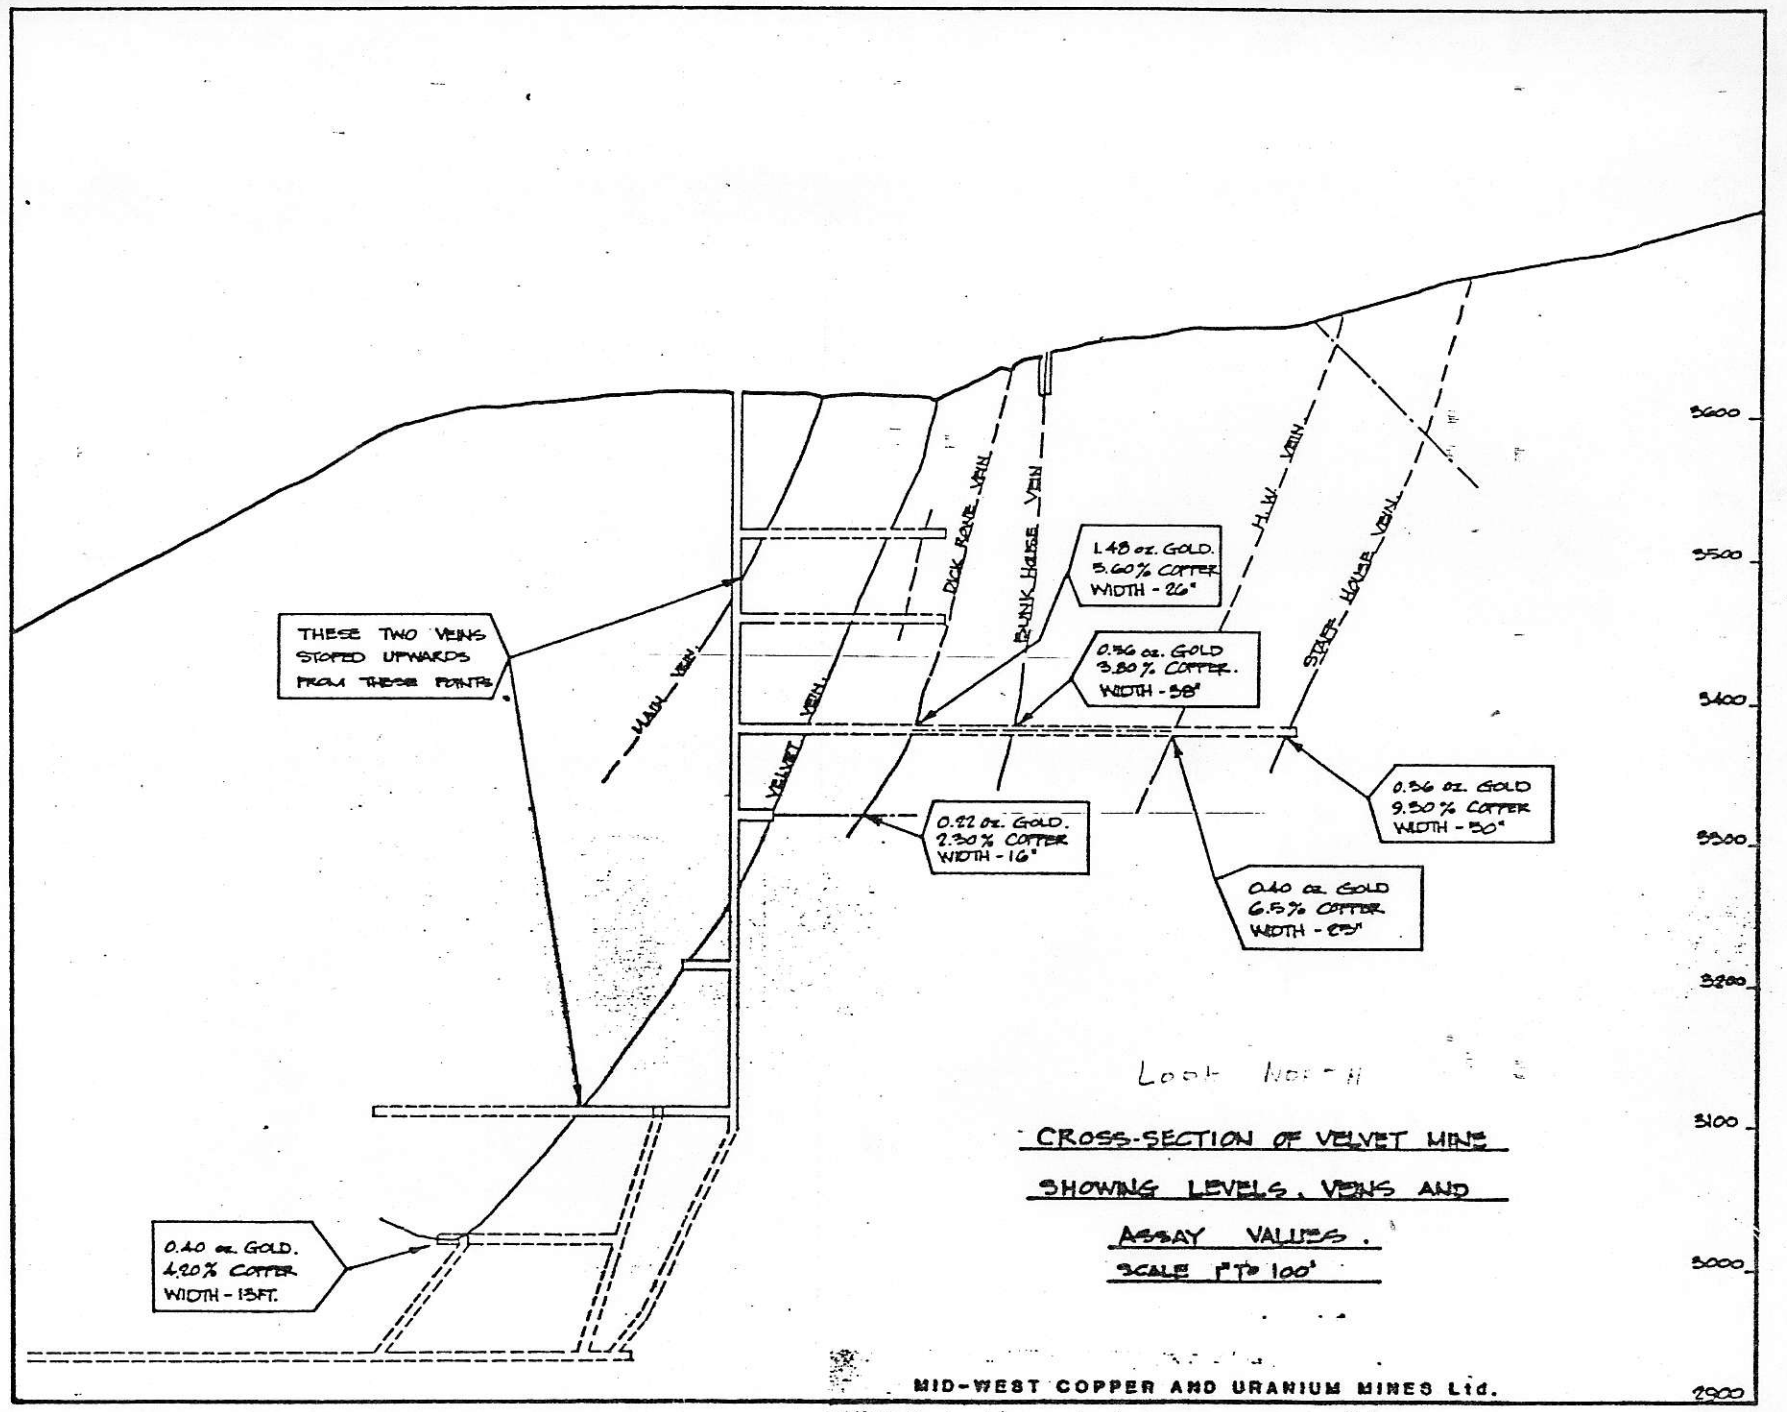 3600
DICK RONE VEIN
BUNK HOUSE VEIN
H.W. VEIN.
STAFF HOUSE VEIN.
1.48 oz. GOLD.
5.60% COPPER
WIDTH - 26"
3500
THESE TWO VEINS
STOPED UPWARDS
FROM THESE POINTS
MAIN VEIN.
VELVET VEIN.
0.36 oz. GOLD
3.80% COPPER.
WIDTH - 38"
3400
0.36 oz. GOLD
9.30% COPPER
WIDTH - 30"
0.22 oz. GOLD.
2.30% COPPER
WIDTH - 16"
3300
0.40 oz GOLD
6.5% COPPER
WIDTH - 23"
3200
Look North
3100
CROSS-SECTION OF VELVET MINE
SHOWING LEVELS, VEINS AND
ASSAY VALUES.
SCALE 1" TO 100'
0.40 oz GOLD.
4.20% COPPER
WIDTH - 13FT.
3000
MID-WEST COPPER AND URANIUM MINES Ltd.
2900